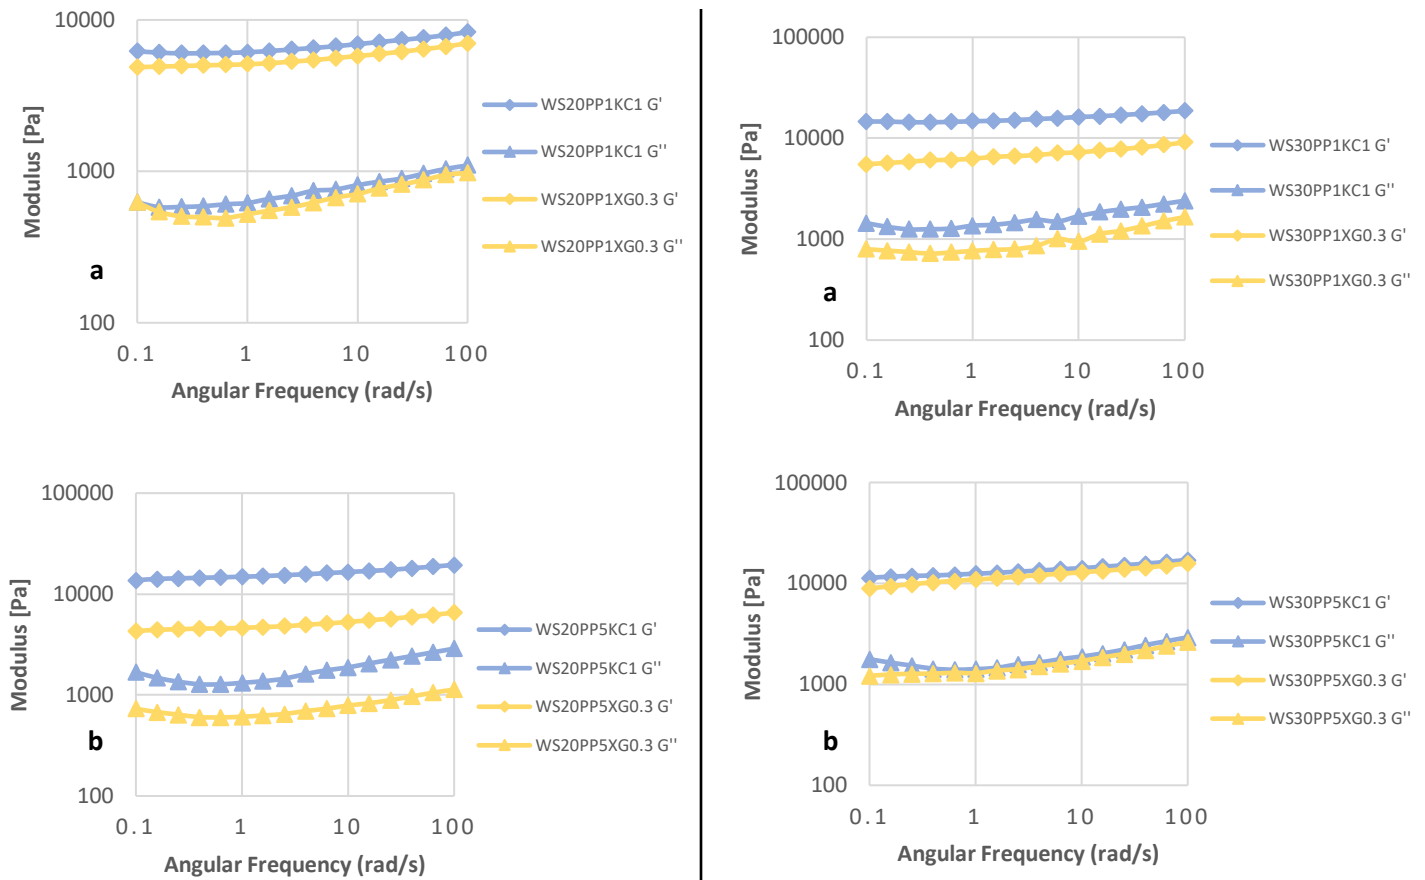 10000
1000
100
0.1 1 10 100
Modulus [Pa]
Angular Frequency (rad/s)
a
WS20PP1KC1 G'
WS20PP1KC1 G''
WS20PP1XG0.3 G'
WS20PP1XG0.3 G''
100000
10000
1000
100
0.1 1 10 100
Modulus [Pa]
Angular Frequency (rad/s)
b
WS20PP5KC1 G'
WS20PP5KC1 G''
WS20PP5XG0.3 G'
WS20PP5XG0.3 G''
100000
10000
1000
100
0.1 1 10 100
Modulus [Pa]
Angular Frequency (rad/s)
a
WS30PP1KC1 G'
WS30PP1KC1 G''
WS30PP1XG0.3 G'
WS30PP1XG0.3 G''
100000
10000
1000
100
0.1 1 10 100
Modulus [Pa]
Angular Frequency (rad/s)
b
WS30PP5KC1 G'
WS30PP5KC1 G''
WS30PP5XG0.3 G'
WS30PP5XG0.3 G''